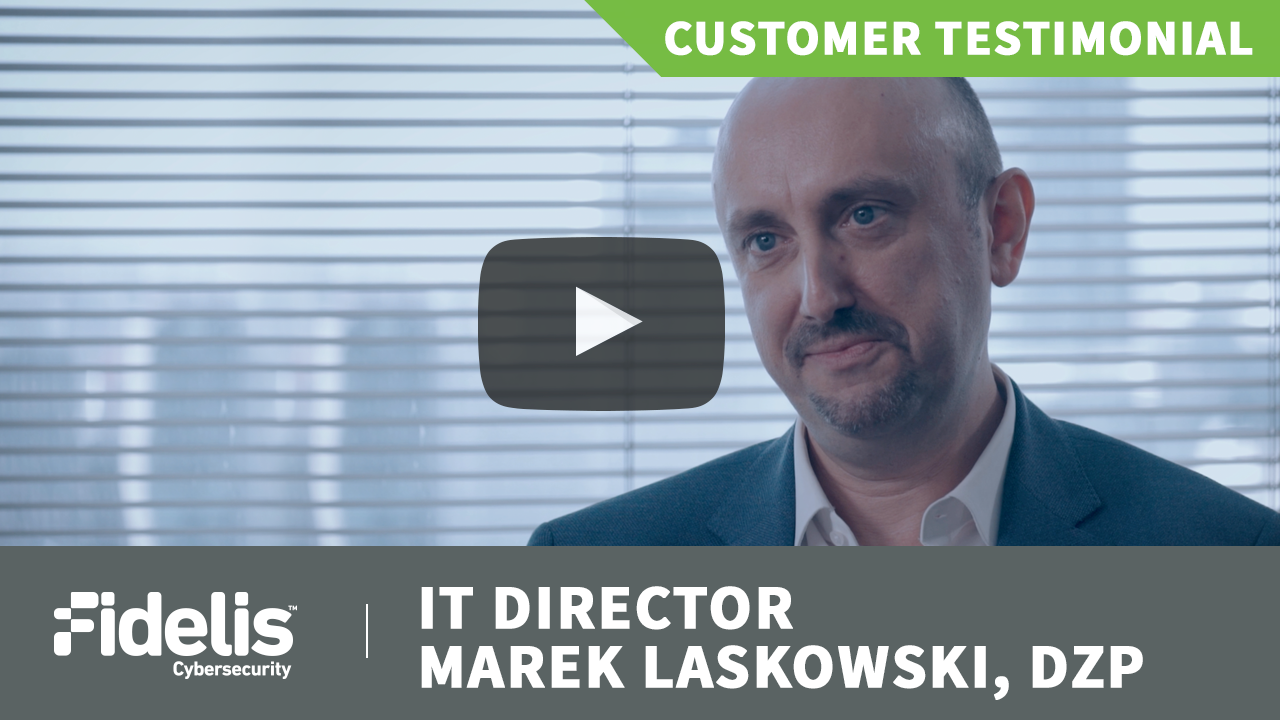 CUSTOMER TESTIMONIAL
Fidelis™
Cybersecurity
IT DIRECTOR
MAREK LASKOWSKI, DZP